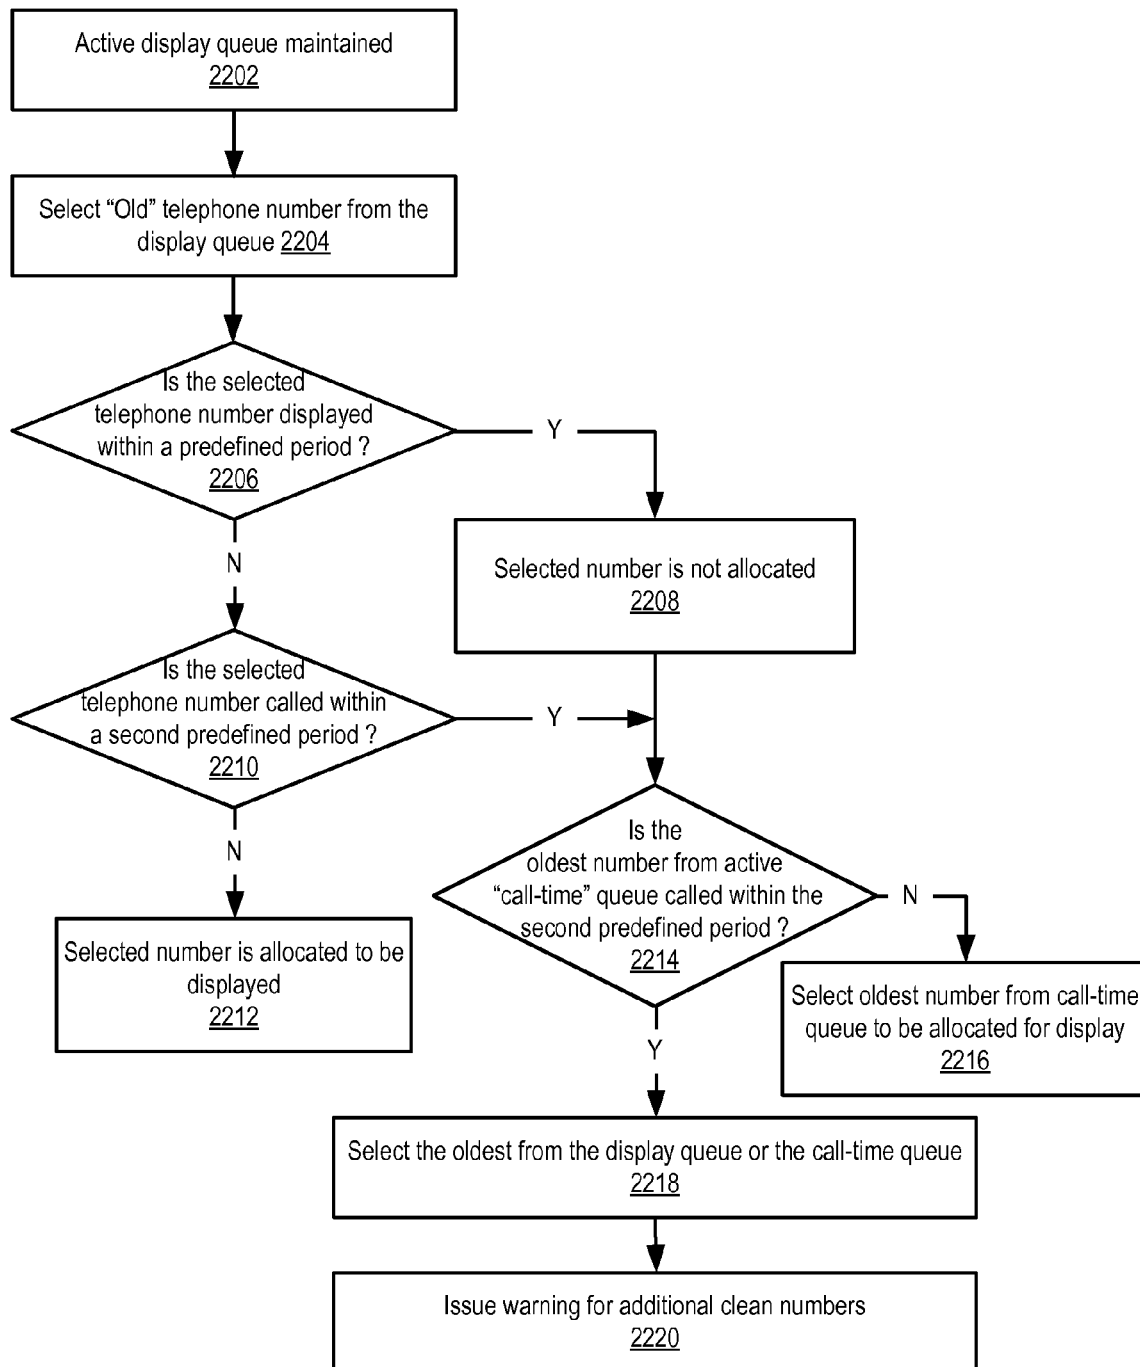 Active display queue maintained
2202
Select “Old” telephone number from the
display queue 2204
Is the selected
telephone number displayed
within a predefined period ?
2206
Y
N
Selected number is not allocated
2208
Is the selected
telephone number called within
a second predefined period ?
2210
Y
N
Selected number is allocated to be
displayed
2212
Is the
oldest number from active
“call-time” queue called within the
second predefined period ?
2214
N
Y
Select oldest number from call-time
queue to be allocated for display
2216
Select the oldest from the display queue or the call-time queue
2218
Issue warning for additional clean numbers
2220